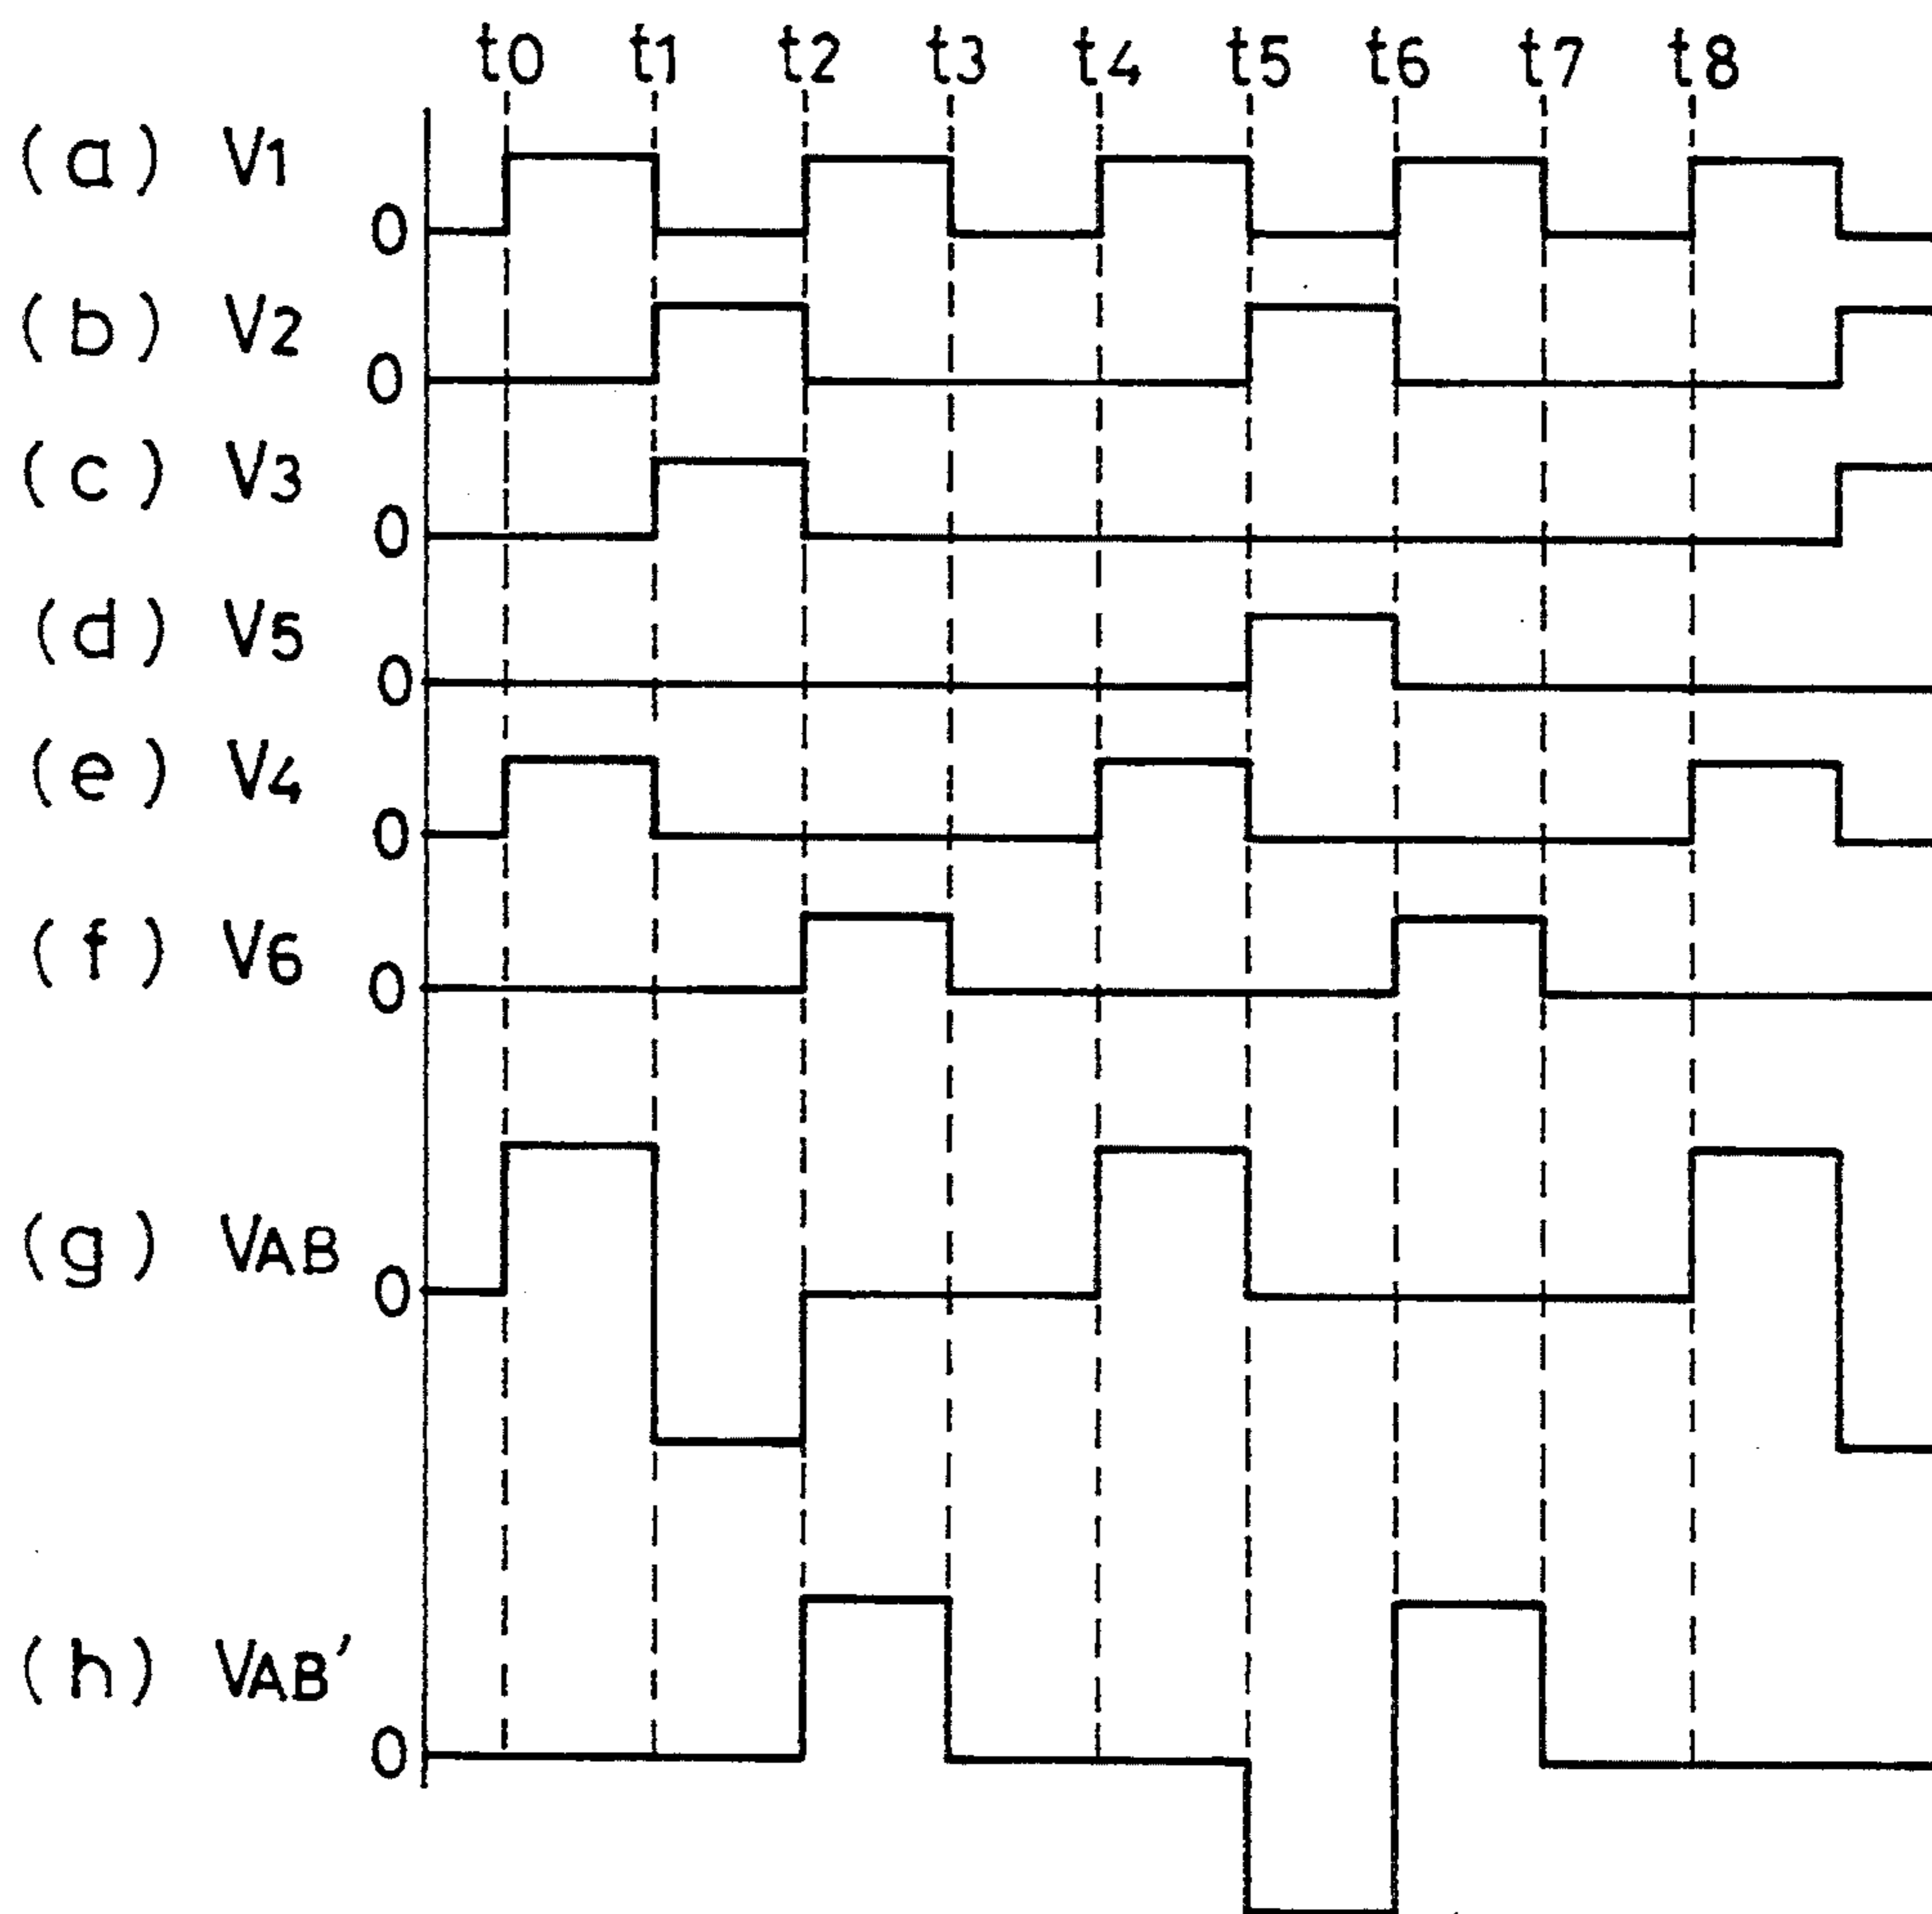 t0 t1 t2 t3 t4 t5 t6 t7 t8
(a) V1
0
(b) V2
0
(c) V3
0
(d) V5
0
(e) V4
0
(f) V6
0
(g) VAB
0
(h) VAB'
0